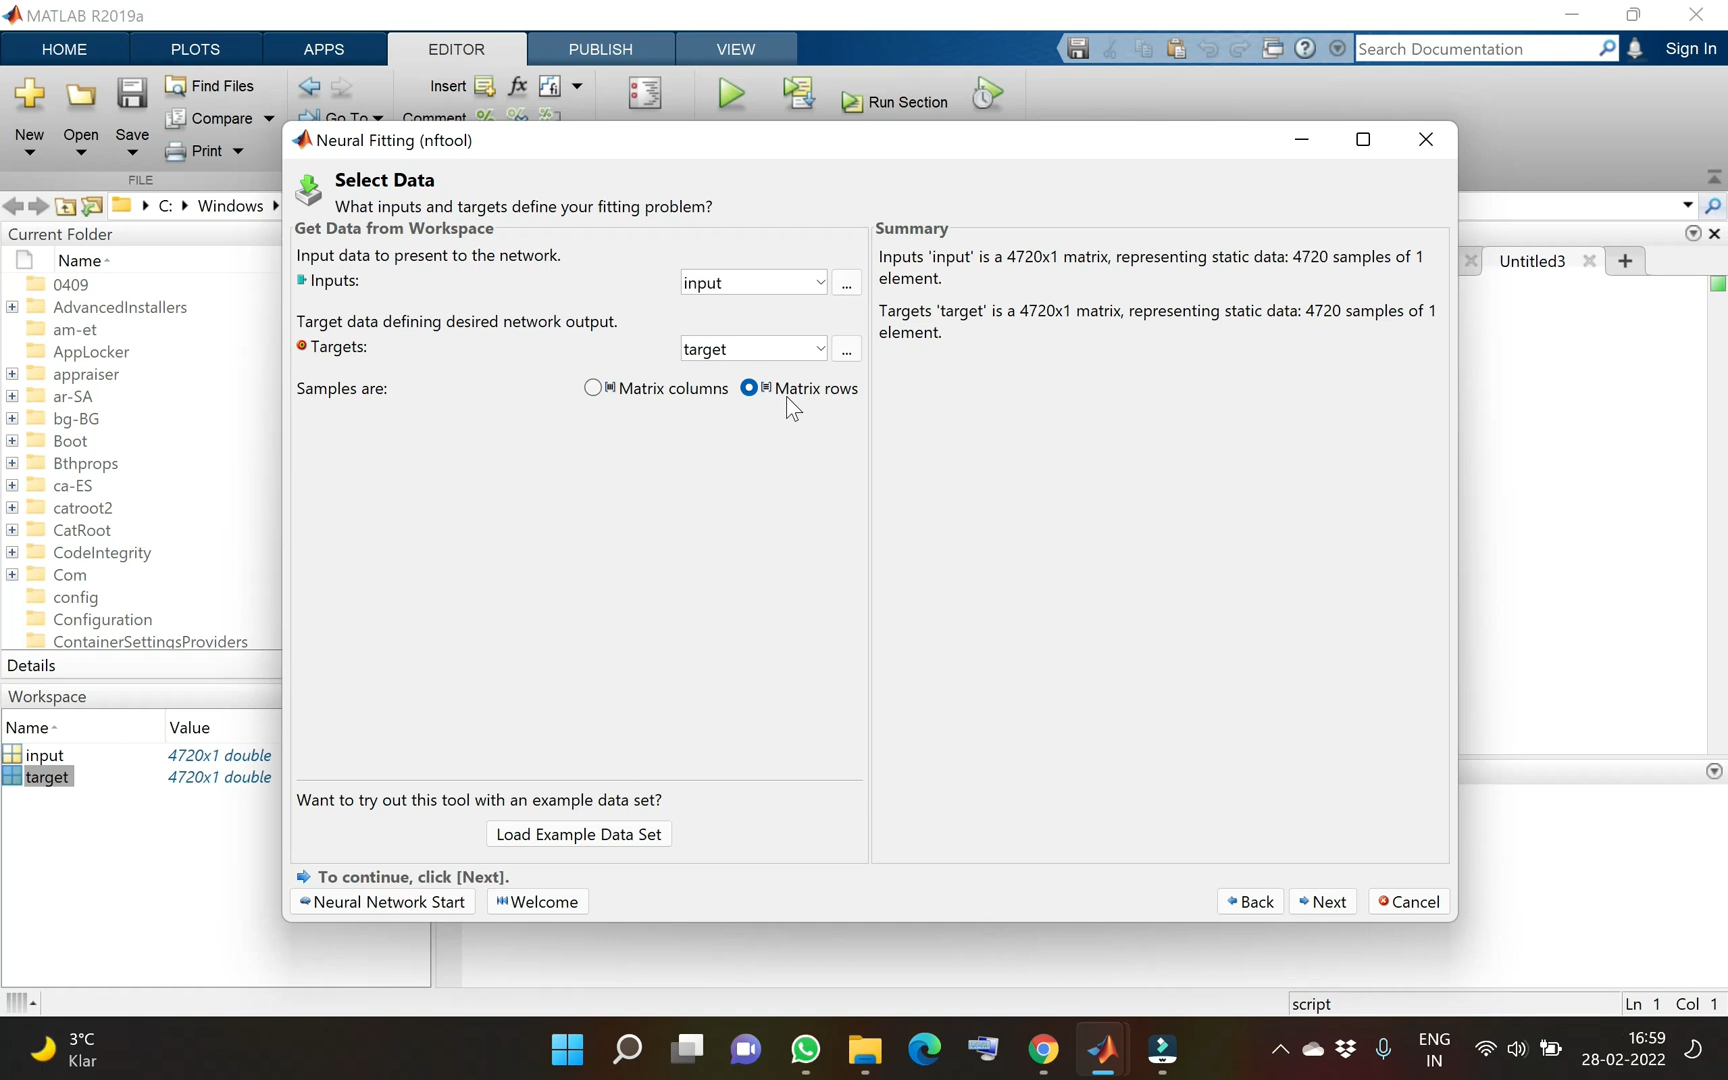 MATLAB R2019a
HOME PLOTS APPS EDITOR PUBLISH VIEW
Search Documentation
Sign In
New Open Save
Find Files
Compare
Print
FILE
Insert fx
Comment
Go To
Run Section
C: Windows
Neural Fitting (nftool)
Select Data
What inputs and targets define your fitting problem?
Get Data from Workspace
Input data to present to the network.
Inputs: input ...
Target data defining desired network output.
Targets: target ...
Samples are: Matrix columns Matrix rows
Want to try out this tool with an example data set?
Load Example Data Set
Summary
Inputs 'input' is a 4720x1 matrix, representing static data: 4720 samples of 1
element.
Targets 'target' is a 4720x1 matrix, representing static data: 4720 samples of 1
element.
To continue, click [Next].
Neural Network Start Welcome Back Next Cancel
Untitled3
Current Folder
Name
0409
AdvancedInstallers
am-et
AppLocker
appraiser
ar-SA
bg-BG
Boot
Bthprops
ca-ES
catroot2
CatRoot
CodeIntegrity
Com
config
Configuration
ContainerSettingsProviders
Details
Workspace
Name Value
input 4720x1 double
target 4720x1 double
script Ln 1 Col 1
3°C
Klar
ENG
IN
16:59
28-02-2022